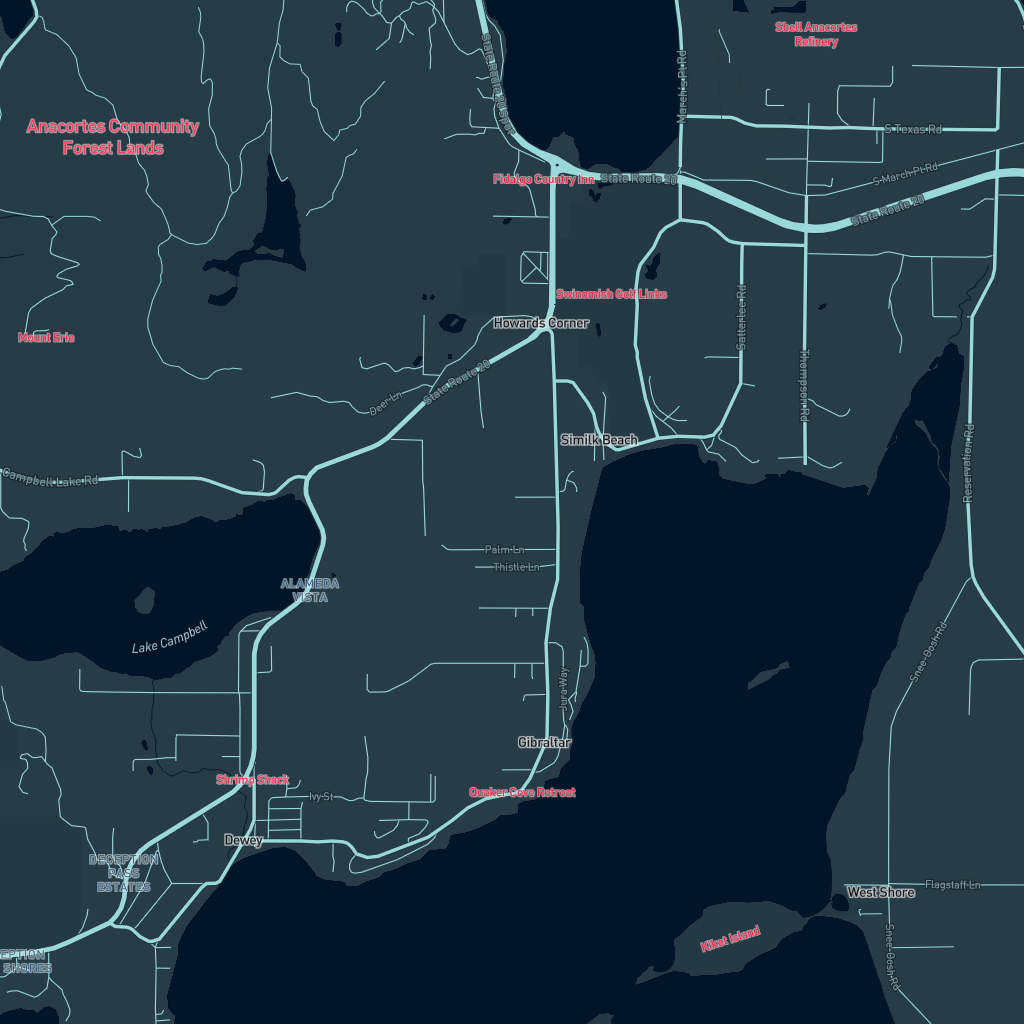 Shell Anacortes
Refinery
State Route 20 Spur
March's Pt Rd
Anacortes Community
Forest Lands
S Texas Rd
Fidalgo Country Inn
State Route 20
S March Pt Rd
State Route 20
Swinomish Golf Links
Satterlee Rd
Howards Corner
Mount Erie
State Route 20
Thompson Rd
Deer Ln
Similk Beach
Reservation Rd
Campbell Lake Rd
Palm Ln
Thistle Ln
ALAMEDA
VISTA
Lake Campbell
Snee-Oosh Rd
Jura Way
Gibraltar
Shrimp Shack
Quaker Cove Retreat
Ivy St
Dewey
DECEPTION
PASS
ESTATES
West Shore
Flagstaff Ln
Kiket Island
Snee-Oosh Rd
EPTION
SHORES